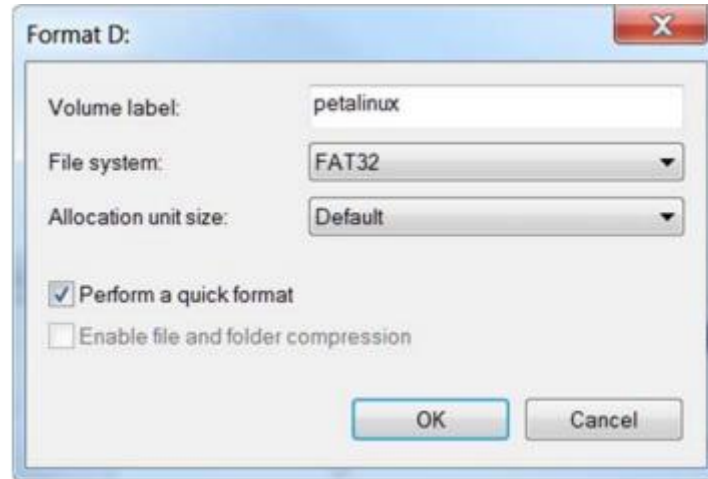 Format D:
Volume label: petalinux
File system: FAT32
Allocation unit size: Default
Perform a quick format
Enable file and folder compression
OK Cancel